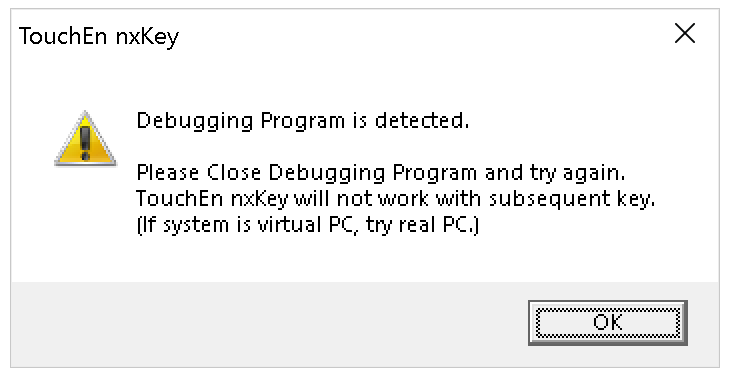 TouchEn nxKey
Debugging Program is detected.
Please Close Debugging Program and try again.
TouchEn nxKey will not work with subsequent key.
(If system is virtual PC, try real PC.)
OK